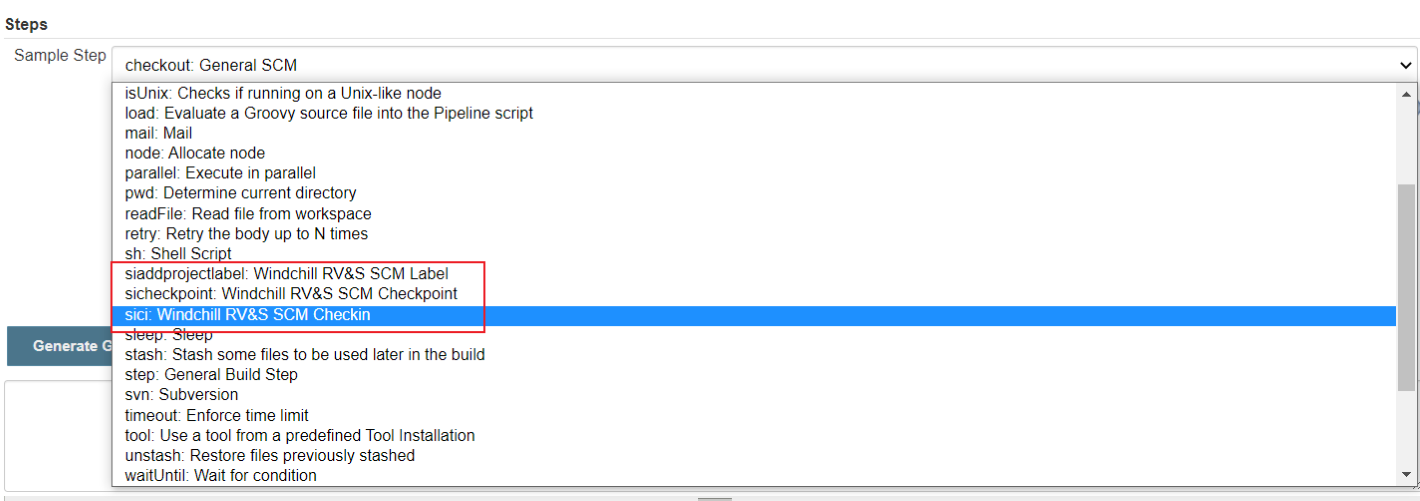 Steps
Sample Step
checkout: General SCM
isUnix: Checks if running on a Unix-like node
load: Evaluate a Groovy source file into the Pipeline script
mail: Mail
node: Allocate node
parallel: Execute in parallel
pwd: Determine current directory
readFile: Read file from workspace
retry: Retry the body up to N times
sh: Shell Script
siaddprojectlabel: Windchill RV&S SCM Label
sicheckpoint: Windchill RV&S SCM Checkpoint
sici: Windchill RV&S SCM Checkin
sleep: Sleep
Generate G
stash: Stash some files to be used later in the build
step: General Build Step
svn: Subversion
timeout: Enforce time limit
tool: Use a tool from a predefined Tool Installation
unstash: Restore files previously stashed
waitUntil: Wait for condition